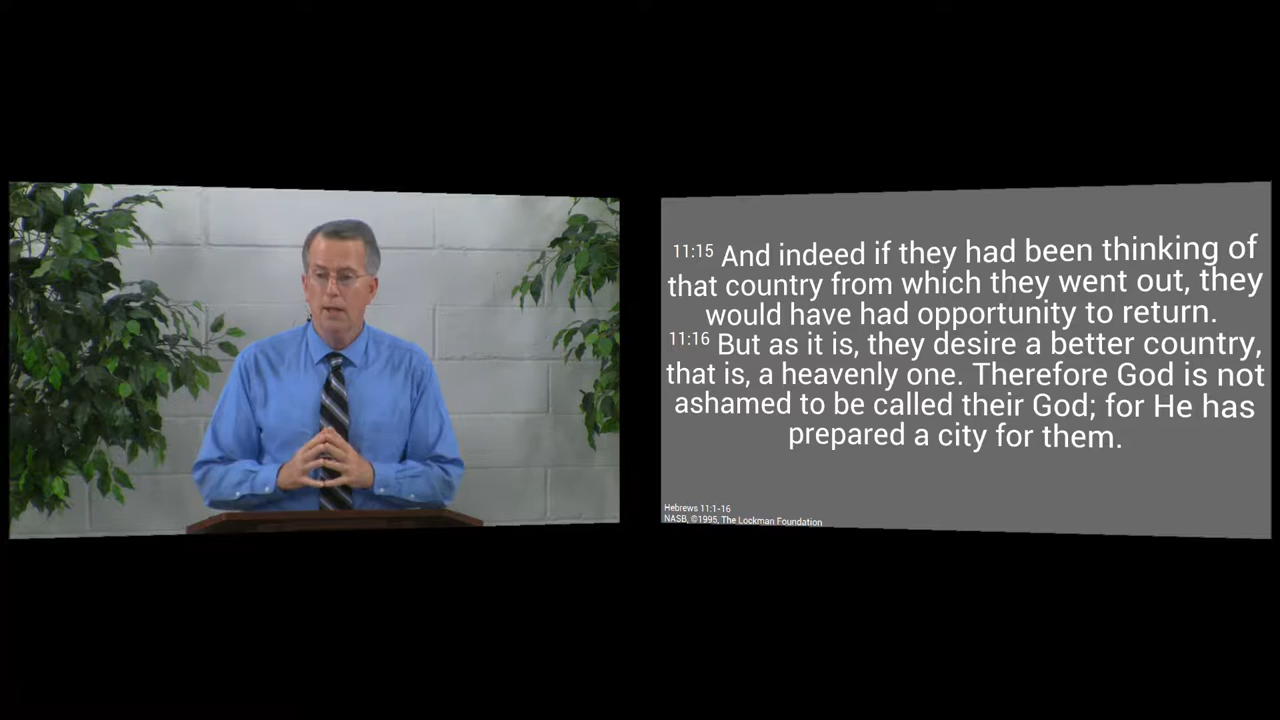 11:15 And indeed if they had been thinking of
that country from which they went out, they
would have had opportunity to return.
11:16 But as it is, they desire a better country,
that is, a heavenly one. Therefore God is not
ashamed to be called their God; for He has
prepared a city for them.
Hebrews 11:1-16
NASB, ©1995, The Lockman Foundation